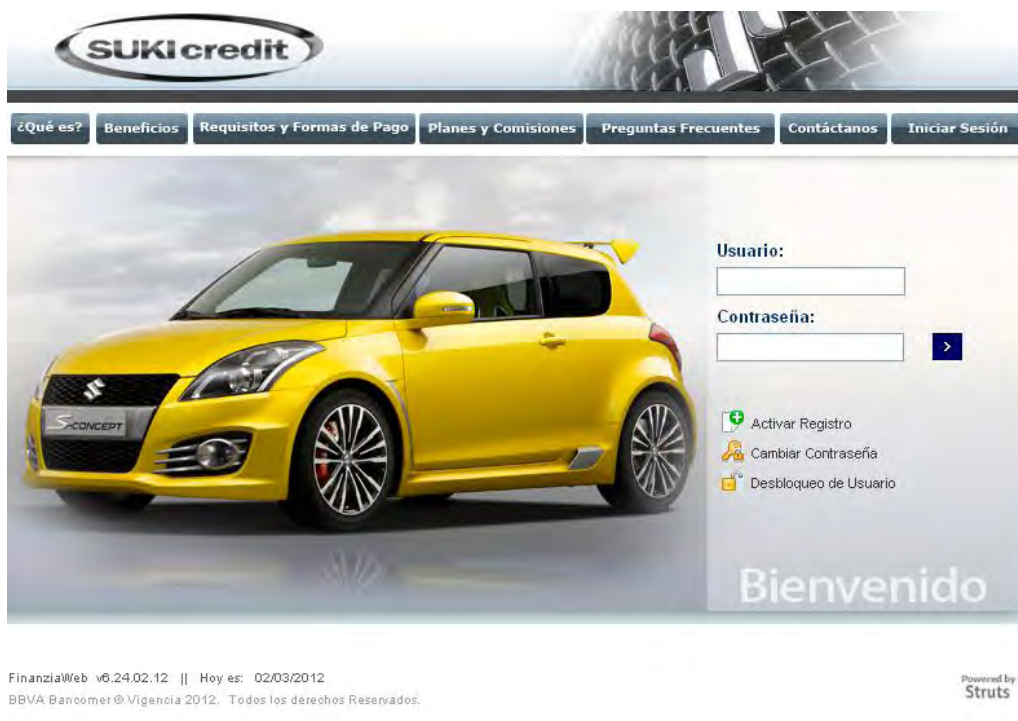 SUKI credit
¿Qué es?
Beneficios
Requisitos y Formas de Pago
Planes y Comisiones
Preguntas Frecuentes
Contáctanos
Iniciar Sesión
Usuario:
S-CONCEPT
Contraseña:
>
Activar Registro
Cambiar Contraseña
Desbloqueo de Usuario
Bienvenido
FinanziaWeb v6.24.02.12 || Hoy es: 02/03/2012
BBVA Bancomer® Vigencia 2012. Todos los derechos Reservados.
Powered by
Struts